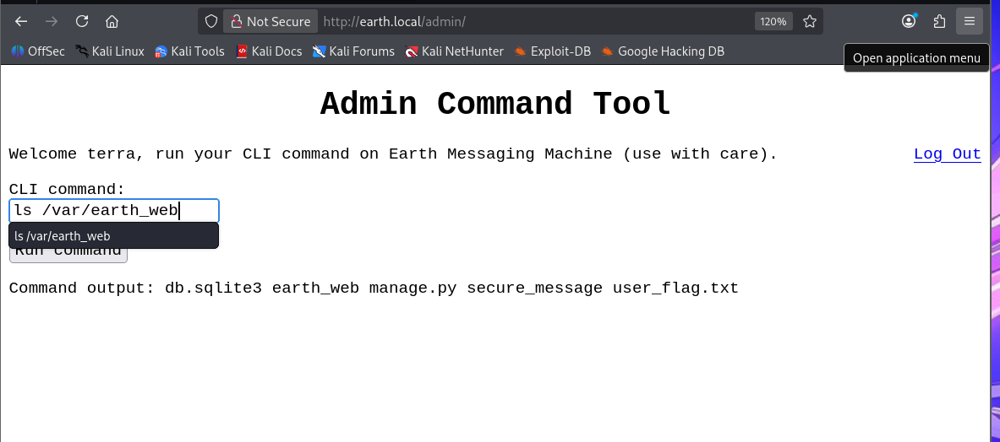 Not Secure http://earth.local/admin/ 120%
OffSec Kali Linux Kali Tools Kali Docs Kali Forums Kali NetHunter Exploit-DB Google Hacking DB
Open application menu
Admin Command Tool
Welcome terra, run your CLI command on Earth Messaging Machine (use with care). Log Out
CLI command:
ls /var/earth_web
ls /var/earth_web
Run command
Command output: db.sqlite3 earth_web manage.py secure_message user_flag.txt